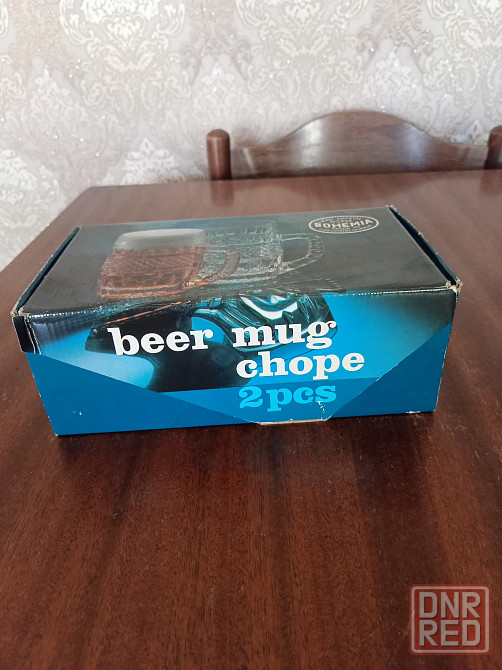 BOHEMIA
beer mug
chope
2pcs
DNR
RED